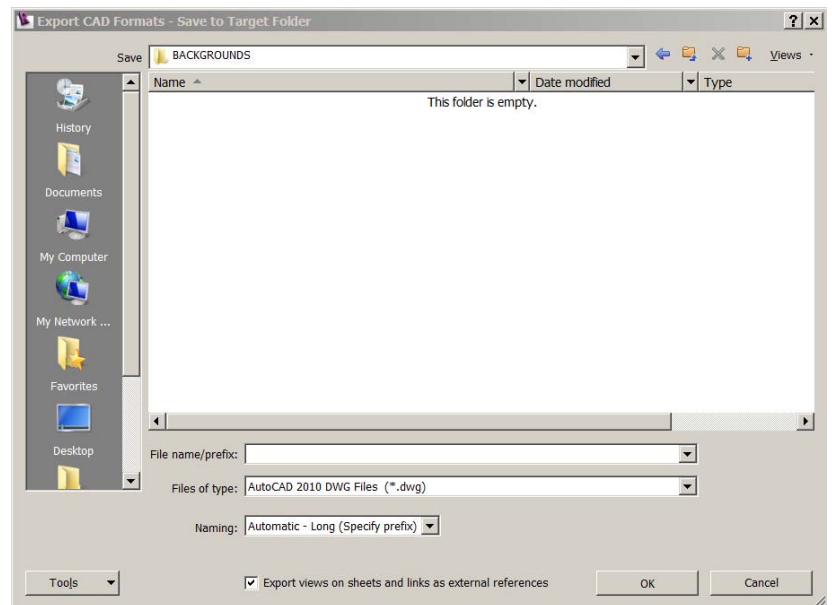 Export CAD Formats - Save to Target Folder
Save BACKGROUNDS Views
Name Date modified Type
This folder is empty.
History
Documents
My Computer
My Network ...
Favorites
Desktop
File name/prefix:
Files of type: AutoCAD 2010 DWG Files (*.dwg)
Naming: Automatic - Long (Specify prefix)
Tools Export views on sheets and links as external references OK Cancel